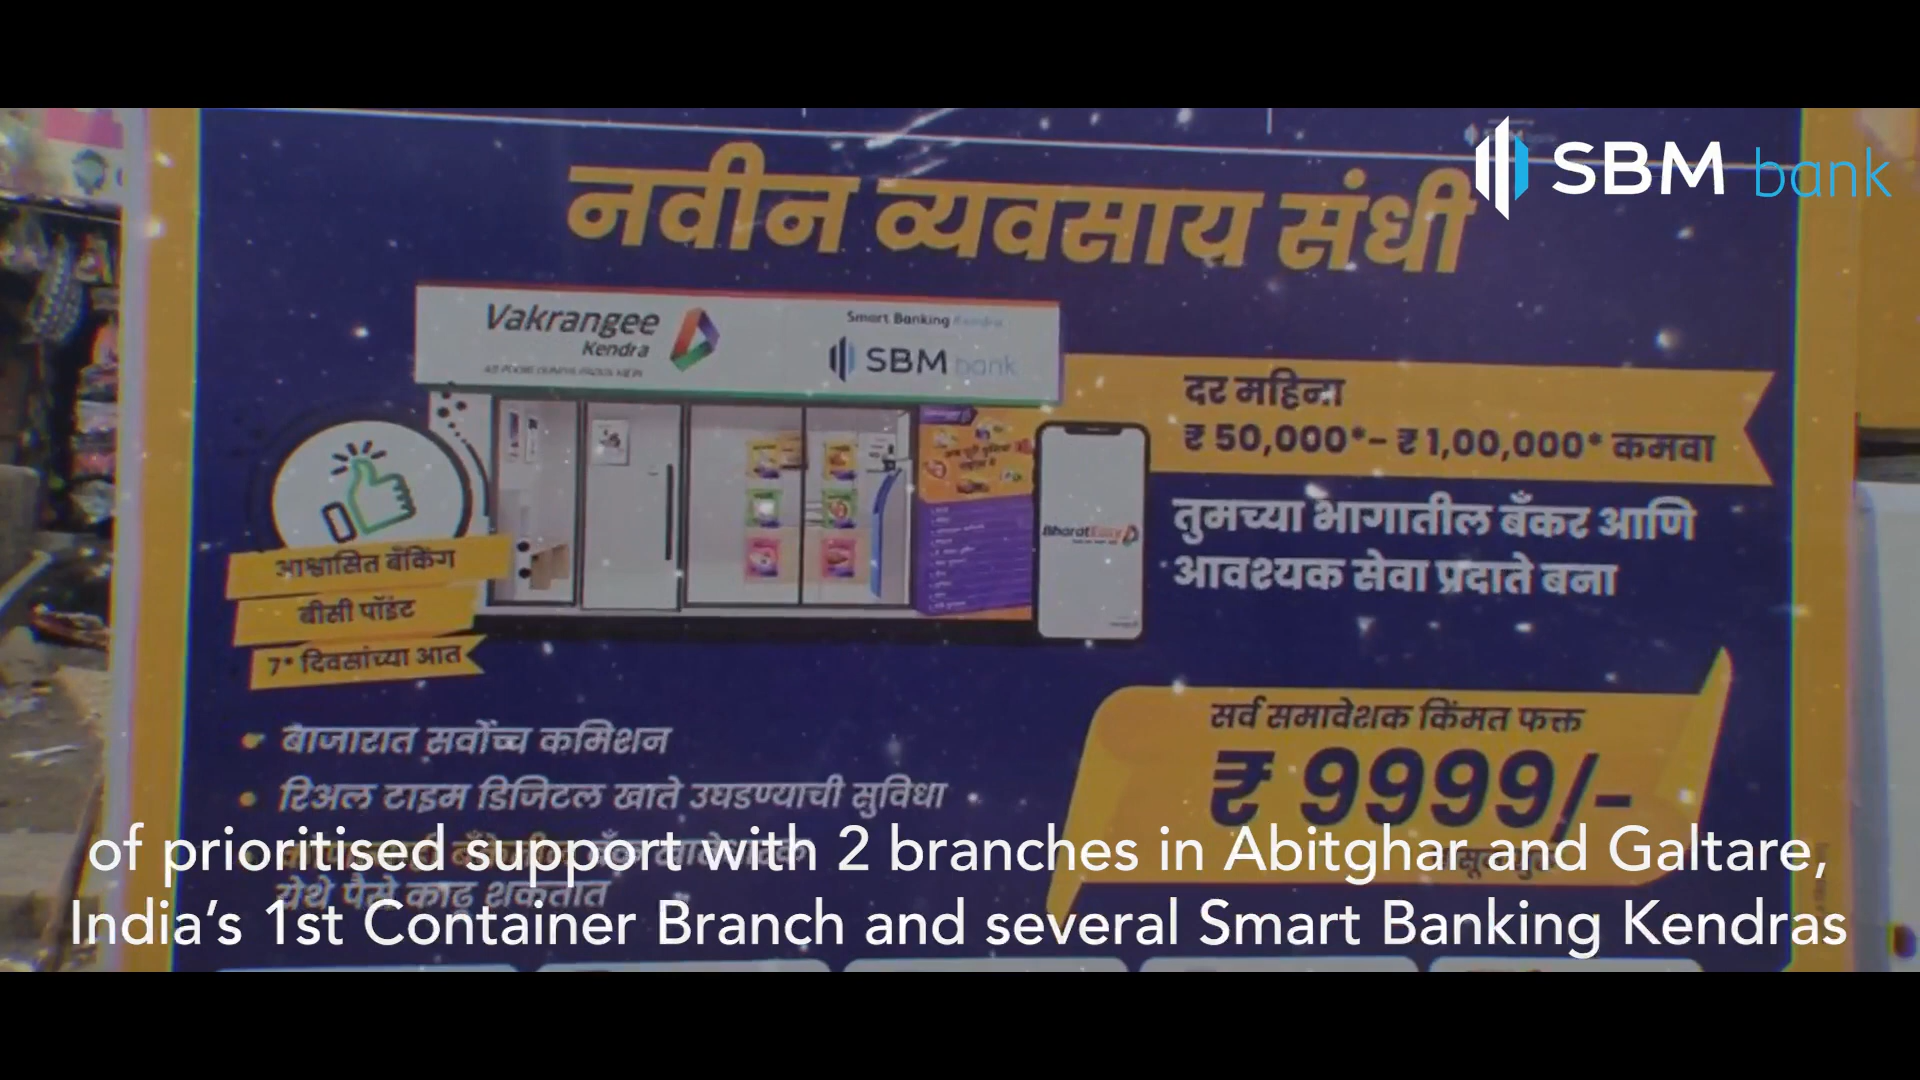 SBM bank
नवीन व्यवसाय संधी
Vakrangee
Kendra
Smart Banking Kendra
SBM bank
दर महिना
₹ 50,000*- ₹ 1,00,000* कमवा
BharatEasy
तुमच्या भागातील बँकर आणि
आवश्यक सेवा प्रदाते बना
आश्वासित बँकिंग
बीसी पॉइंट
7* दिवसांच्या आत
सर्व समावेशक किंमत फक्त
₹ 9999/-
• बाजारात सर्वोच्च कमिशन
• रिअल टाइम डिजिटल खाते उघडण्याची सुविधा
येथे पैसे काढू शकतात
of prioritised support with 2 branches in Abitghar and Galtare,
India's 1st Container Branch and several Smart Banking Kendras